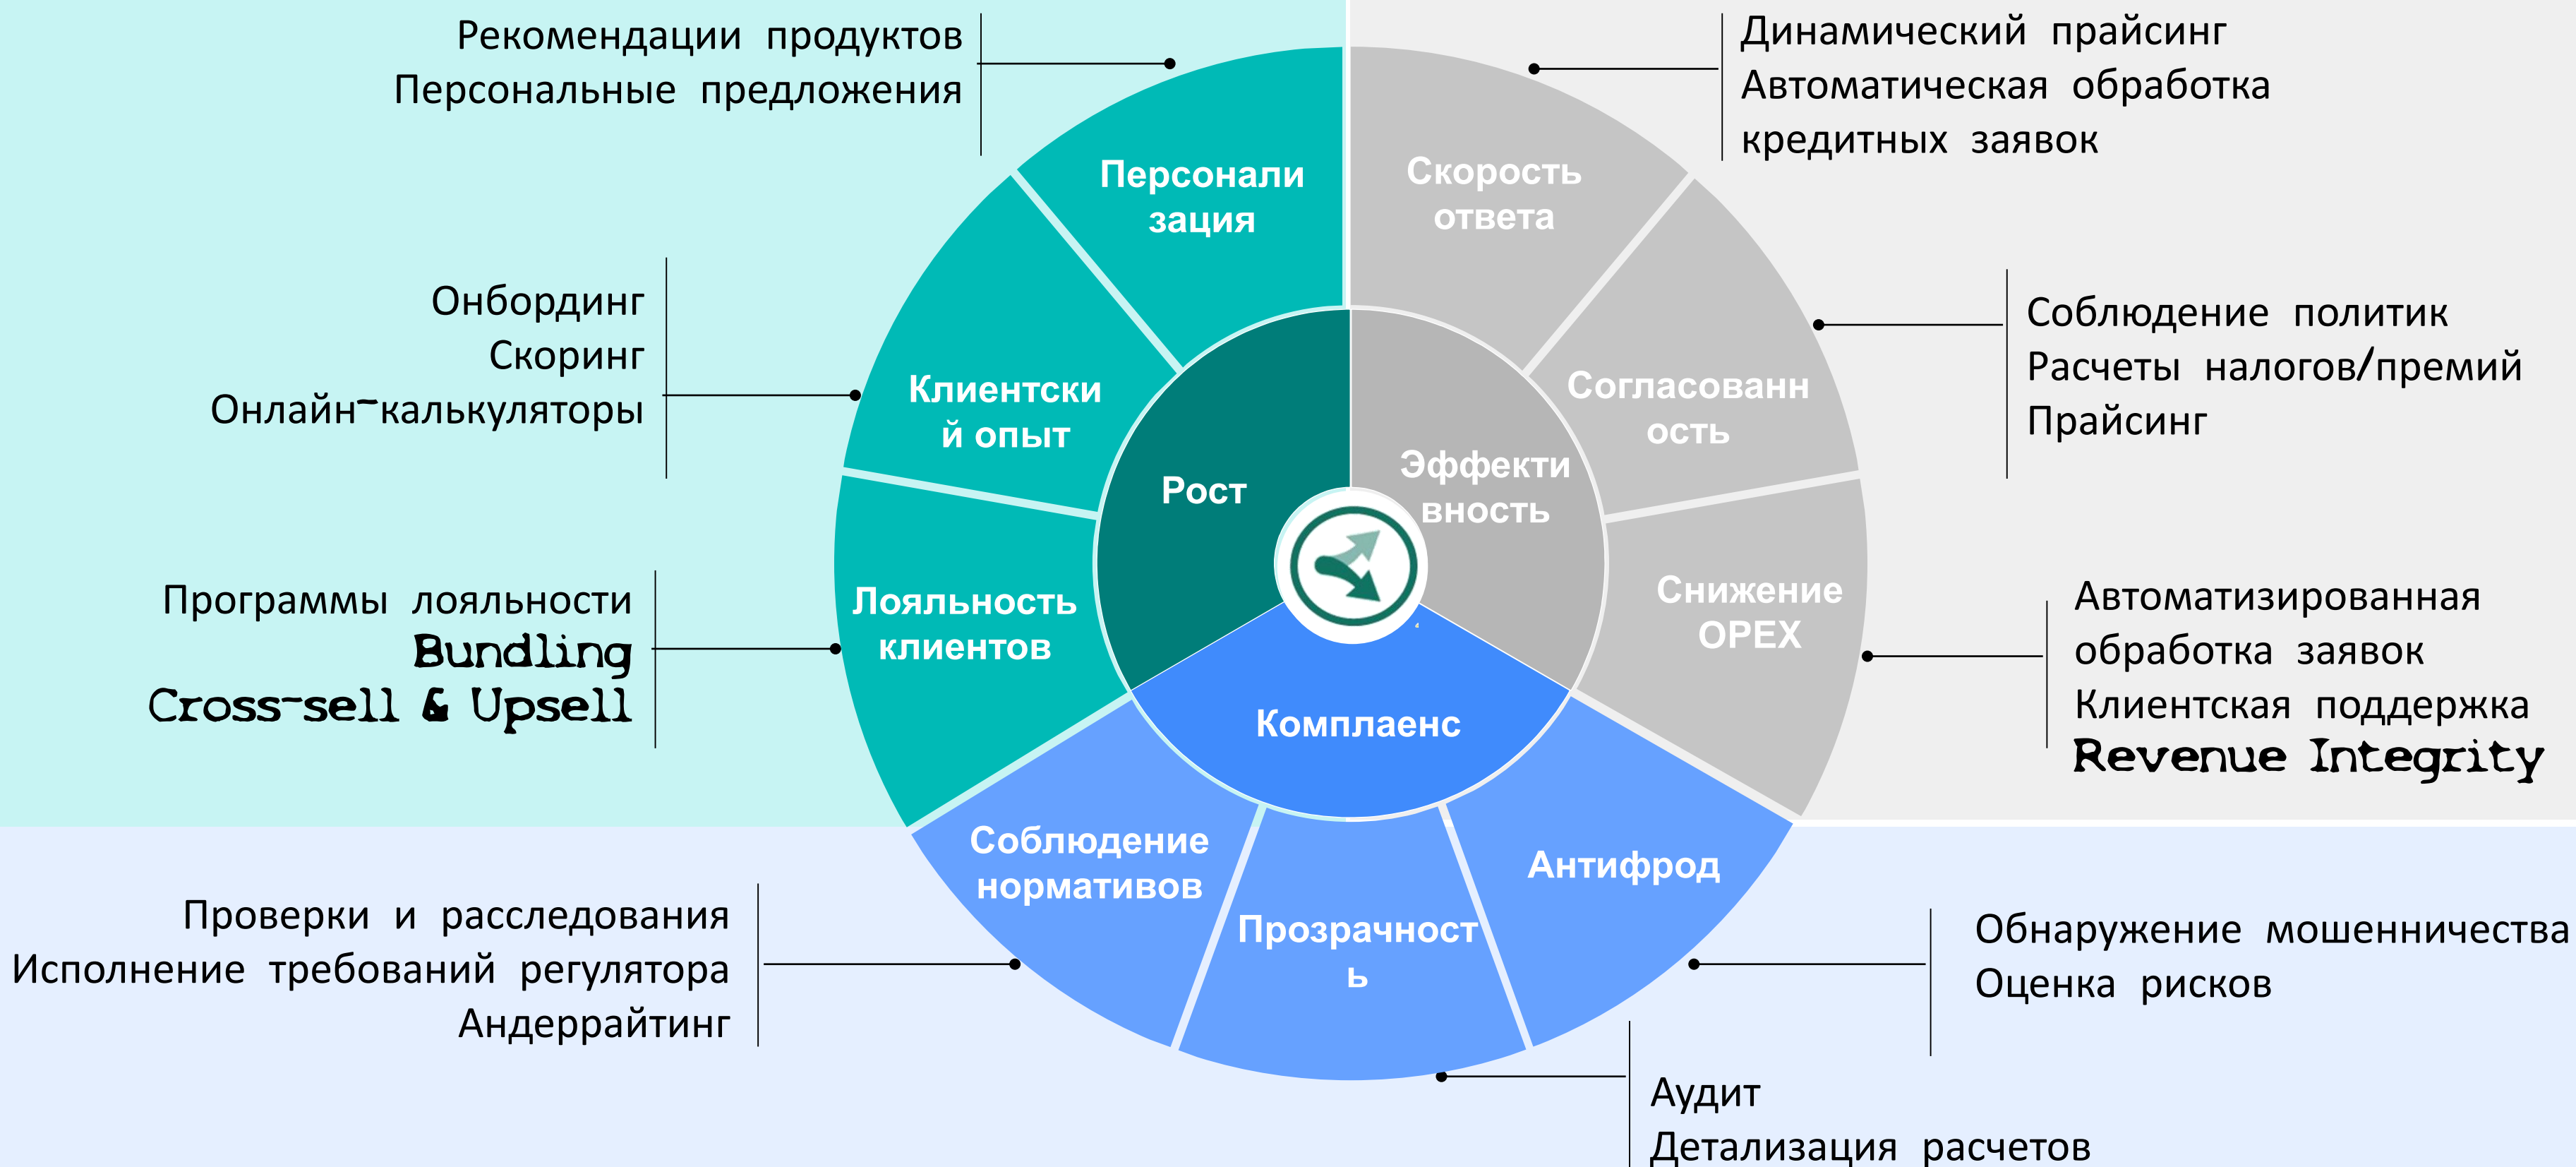 Рекомендации продуктов
Персональные предложения
Онбординг
Скоринг
Онлайн-калькуляторы
Программы лояльности
Bundling
Cross-sell & Upsell
Проверки и расследования
Исполнение требований регулятора
Андеррайтинг
Персонали
зация
Клиентски
й опыт
Лояльность
клиентов
Рост
Эффекти
вность
Комплаенс
Скорость
ответа
Согласованн
ость
Снижение
OPEX
Соблюдение
нормативов
Прозрачност
ь
Антифрод
Динамический прайсинг
Автоматическая обработка
кредитных заявок
Соблюдение политик
Расчеты налогов/премий
Прайсинг
Автоматизированная
обработка заявок
Клиентская поддержка
Revenue Integrity
Обнаружение мошенничества
Оценка рисков
Аудит
Детализация расчетов